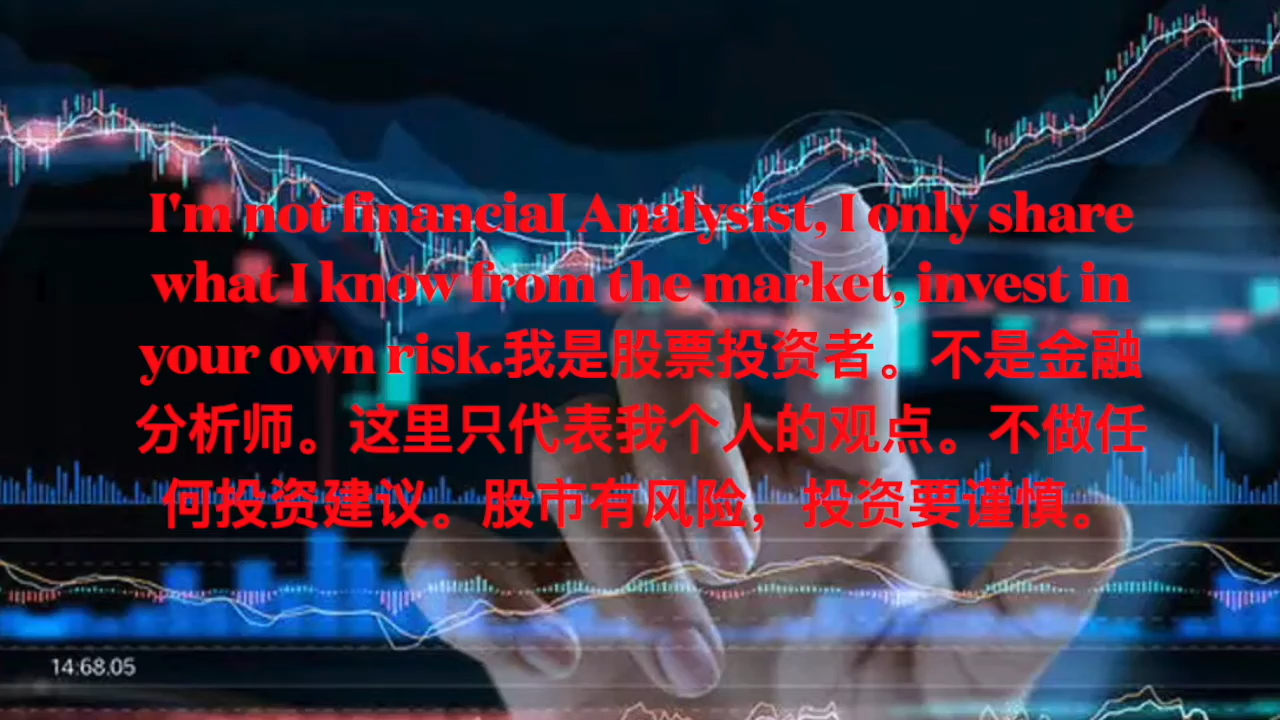 I'm not financial Analysist, I only share
what I know from the market, invest in
your own risk.我是股票投资者。不是金融
分析师。这里只代表我个人的观点。不做任
何投资建议。股市有风险，投资要谨慎。
14:68.05